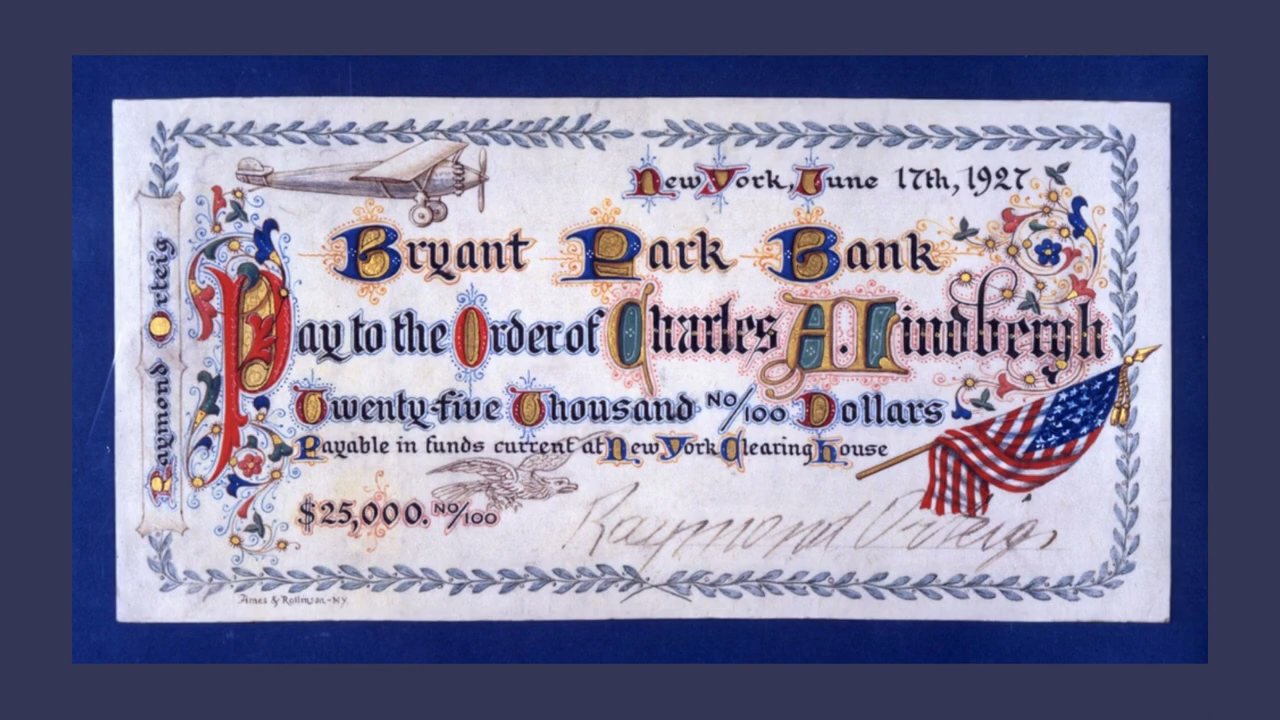 Raymond Orteig
New York, June 17th, 1927
Bryant Park Bank
Pay to the Order of Charles A. Lindbergh
Twenty-five Thousand No/100 Dollars
Payable in funds current at New York Clearing House
$25,000. No/100
Raymond Orteig
Ames & Rollinson-N.Y.